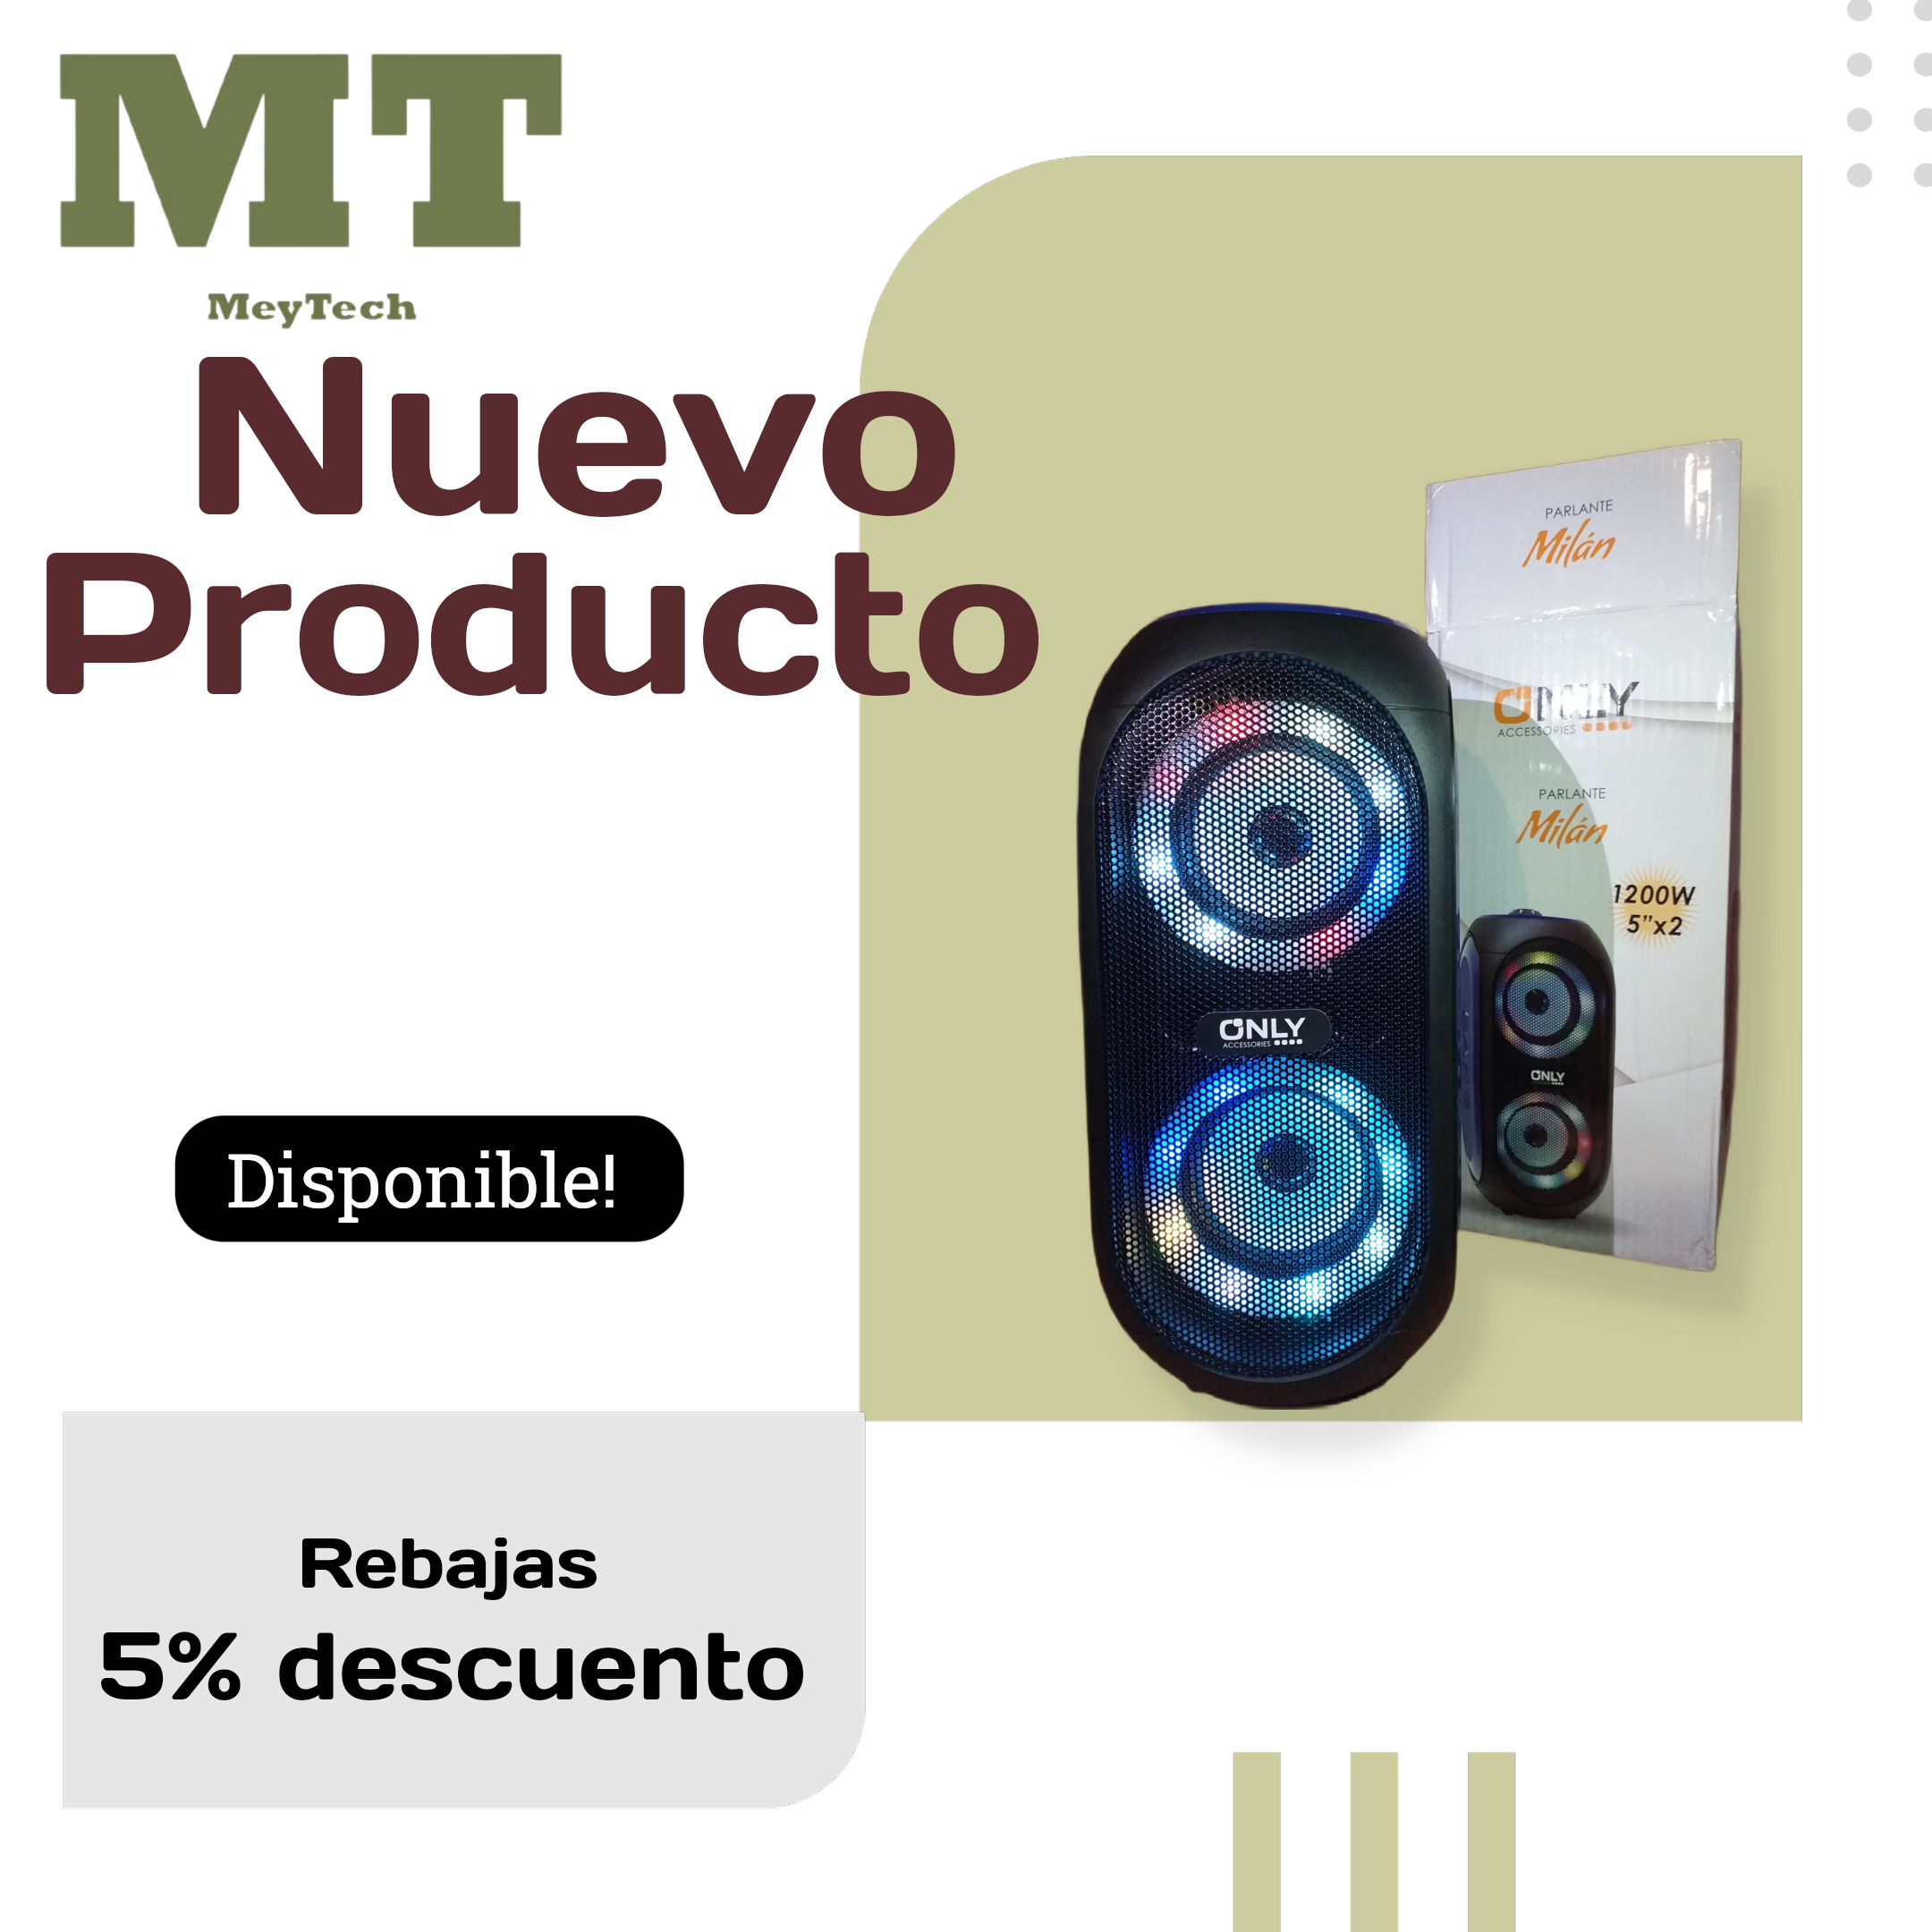 MT
MeyTech
Nuevo
Producto
PARLANTE
Milán
ONLY
ACCESSORIES
PARLANTE
Milán
1200W
5"x2
ONLY
ONLY
ACCESSORIES
Disponible!
Rebajas
5% descuento